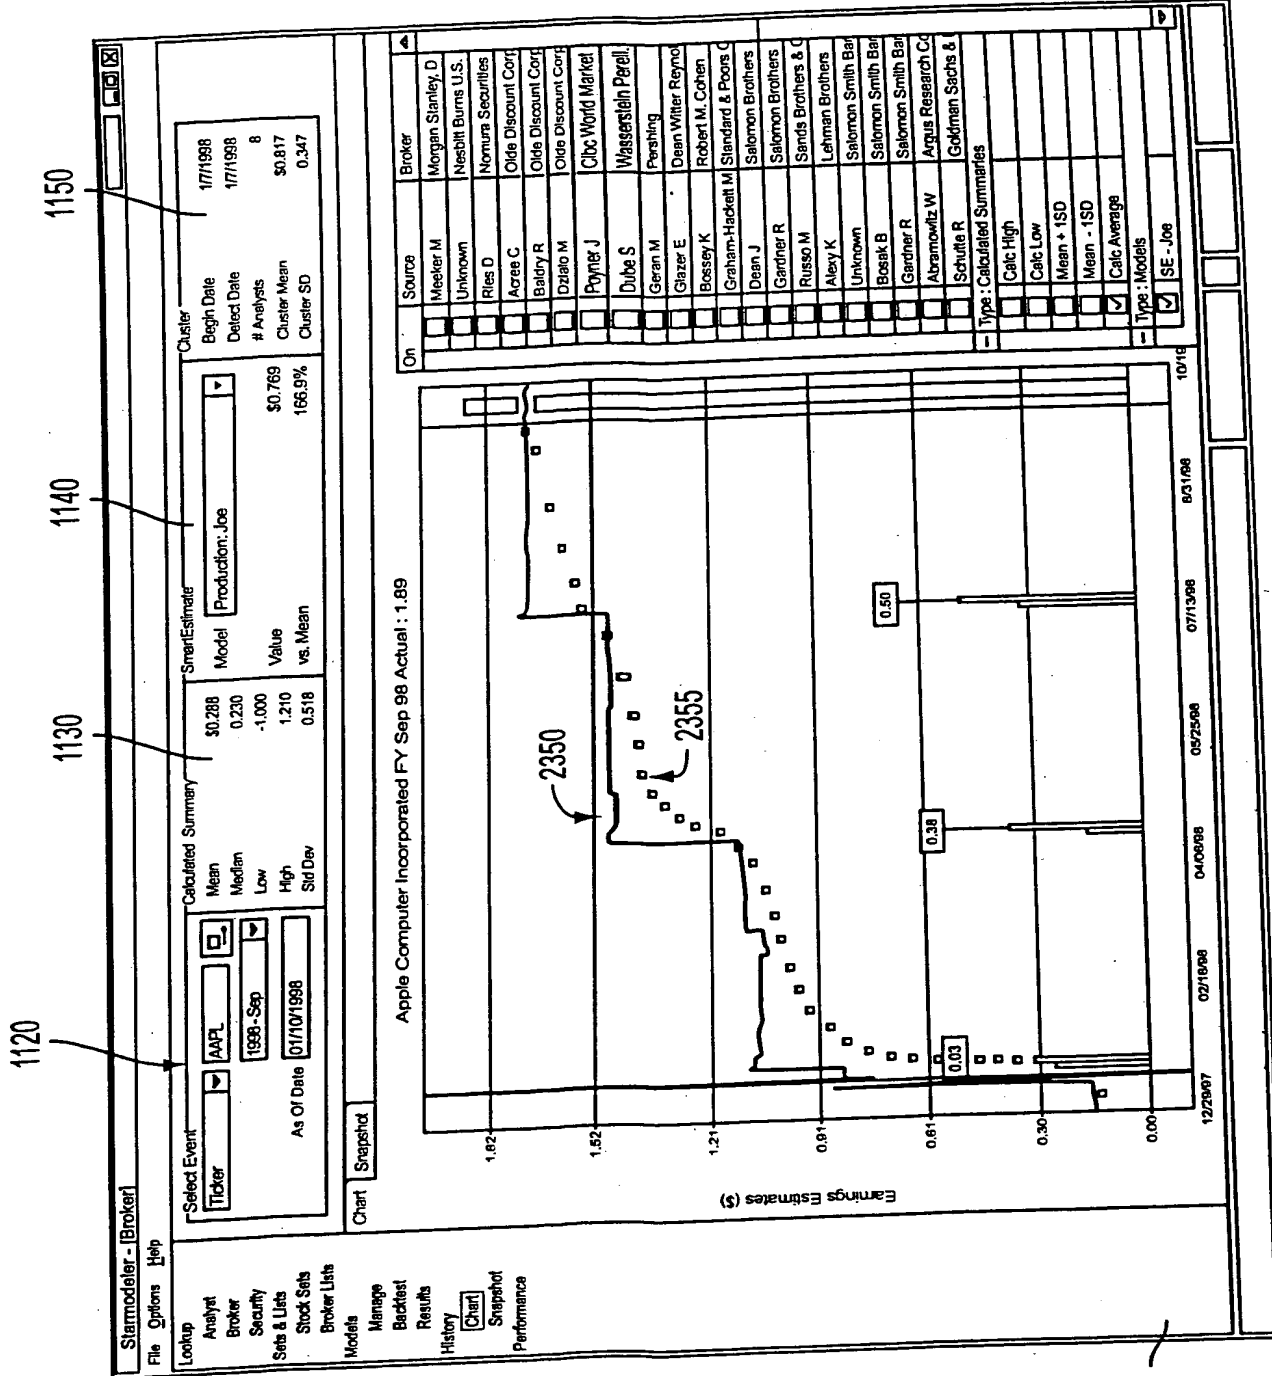 1120
1130
1140
1150
Starmodeler - [Broker]
File Options Help
Lookup
Analyst
Broker
Security
Sets & Lists
Stock Sets
Broker Lists
Models
Manage
Backtest
Results
History
Chart
Snapshot
Performance
Select Event
Ticker
AAPL
1998-Sep
As Of Date 01/10/1998
Calculated Summary
Mean $0.288
Median 0.230
Low -1.000
High 1.210
Std Dev 0.518
SmartEstimate
Model Production:Joe
Value $0.769
vs. Mean 166.9%
Cluster
Begin Date 1/7/1998
Detect Date 1/7/1998
# Analysts 8
Cluster Mean $0.817
Cluster SD 0.347
Chart Snapshot
Apple Computer Incorporated FY Sep 98 Actual : 1.89
Earnings Estimates ($)
1.82
1.52
1.21
0.91
0.61
0.30
0.00
2350
2355
0.03
0.38
0.50
12/29/97
02/18/98
04/06/98
05/25/98
07/13/98
8/31/98
10/19
On Source Broker
Meeker M Morgan Stanley, D
Unknown Nesbitt Burns U.S.
Ries D Nomura Securities
Acree C Olde Discount Corp
Baldry R Olde Discount Corp
Dzialo M Olde Discount Corp
Poyner J Cibc World Market
Dube S Wasserstein Perell.
Geran M Pershing
Glazer E Dean Witter Reynol
Bossey K Robert M. Cohen
Graham-Hackett M Standard & Poors C
Dean J Salomon Brothers
Gardner R Salomon Brothers
Russo M Sands Brothers & C
Alexy K Lehman Brothers
Unknown Salomon Smith Bar
Bosak B Salomon Smith Bar
Gardner R Salomon Smith Bar
Abramowitz W Argus Research Co
Schutte R Goldman Sachs &
Type : Calculated Summaries
Calc High
Calc Low
Mean + 1SD
Mean - 1SD
Calc Average
Type : Models
SE - Joe